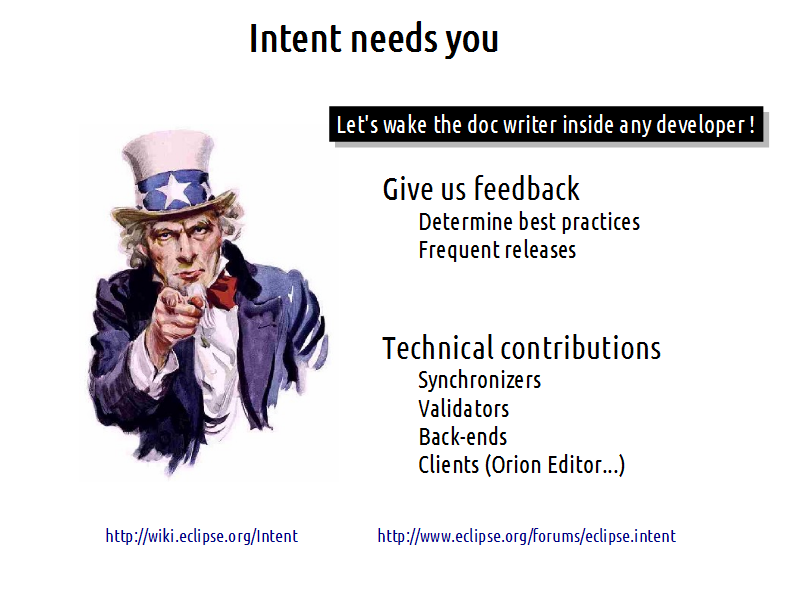 Intent needs you
Let's wake the doc writer inside any developer !
Give us feedback
Determine best practices
Frequent releases
Technical contributions
Synchronizers
Validators
Back-ends
Clients (Orion Editor...)
http://wiki.eclipse.org/Intent
http://www.eclipse.org/forums/eclipse.intent